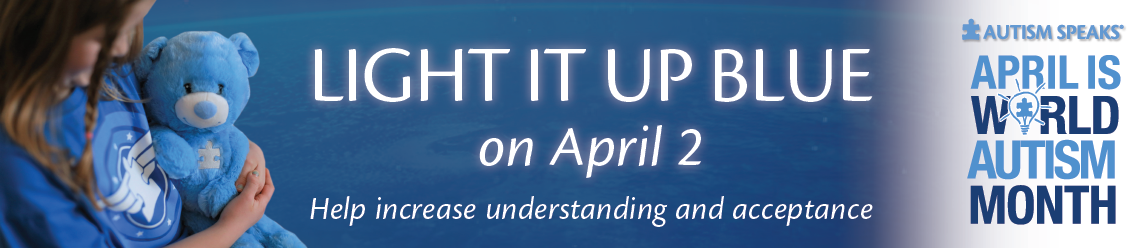 LIGHT IT UP BLUE
on April 2
Help increase understanding and acceptance
AUTISM SPEAKS®
APRIL IS
WORLD
AUTISM
MONTH